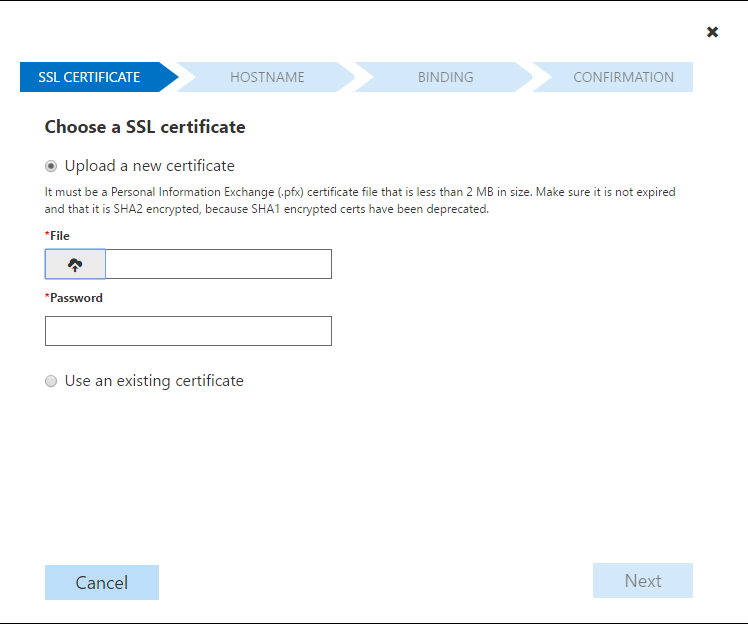 ✖
SSL CERTIFICATE HOSTNAME BINDING CONFIRMATION
Choose a SSL certificate
Upload a new certificate
It must be a Personal Information Exchange (.pfx) certificate file that is less than 2 MB in size. Make sure it is not expired
and that it is SHA2 encrypted, because SHA1 encrypted certs have been deprecated.
*File
*Password
Use an existing certificate
Cancel Next